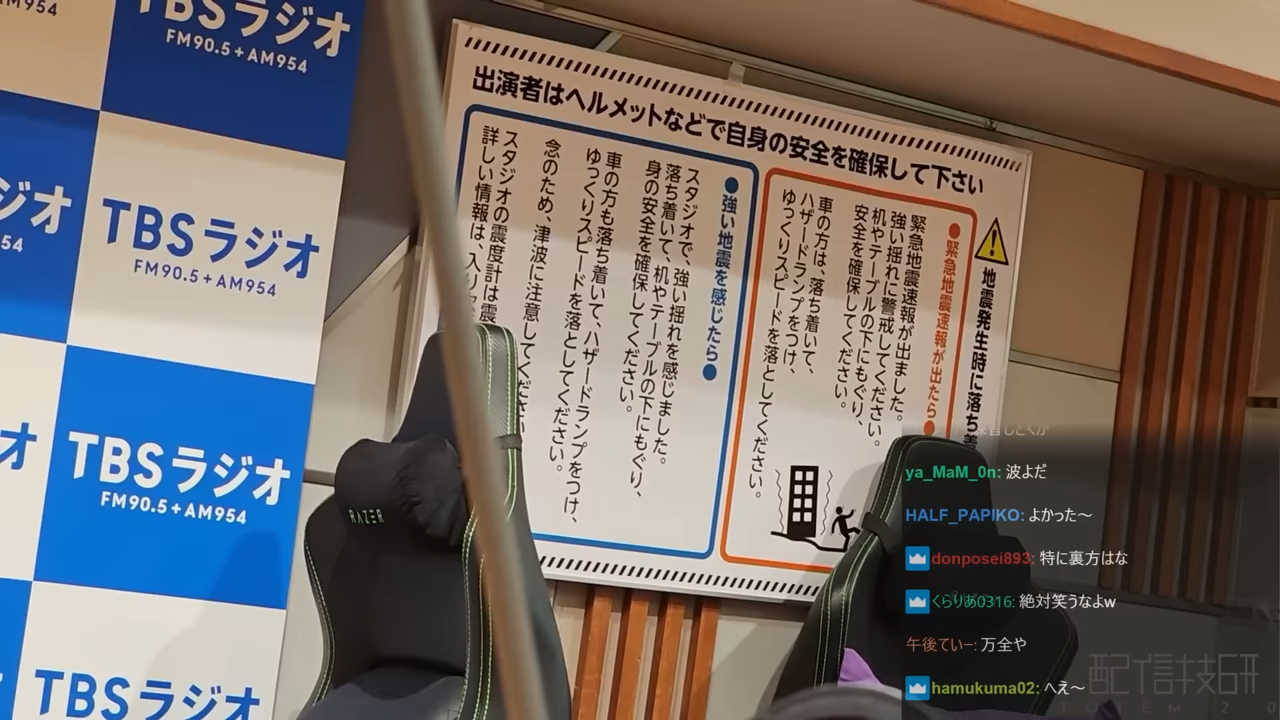 AM954
TBSラジオ
FM90.5+AM954
TBSラジオ
FM90.5+AM954
TBSラジオ
FM90.5+AM954
TBSラジオ
ジオ
54
オ
出演者はヘルメットなどで自身の安全を確保して下さい
地震発生時に落ち着
●緊急地震速報が出たら●
緊急地震速報が出ました。
強い揺れに警戒してください。
机やテーブルの下にもぐり、
安全を確保してください。
車の方は、落ち着いて、
ハザードランプをつけ、
ゆっくりスピードを落としてください。
●強い地震を感じたら●
スタジオで、強い揺れを感じました。
落ち着いて、机やテーブルの下にもぐり、
身の安全を確保してください。
車の方も落ち着いて、ハザードランプをつけ、
ゆっくりスピードを落としてください。
念のため、津波に注意してください。
スタジオの震度計は震
詳しい情報は、入り
RAZER
ya_MaM_0n: 波よだ
HALF_PAPIKO: よかった～
donposei893: 特に裏方はな
くらりあ0316: 絶対笑うなよw
午後てぃー: 万全や
hamukuma02: へえ～
配信技研
TOTEM 2.0